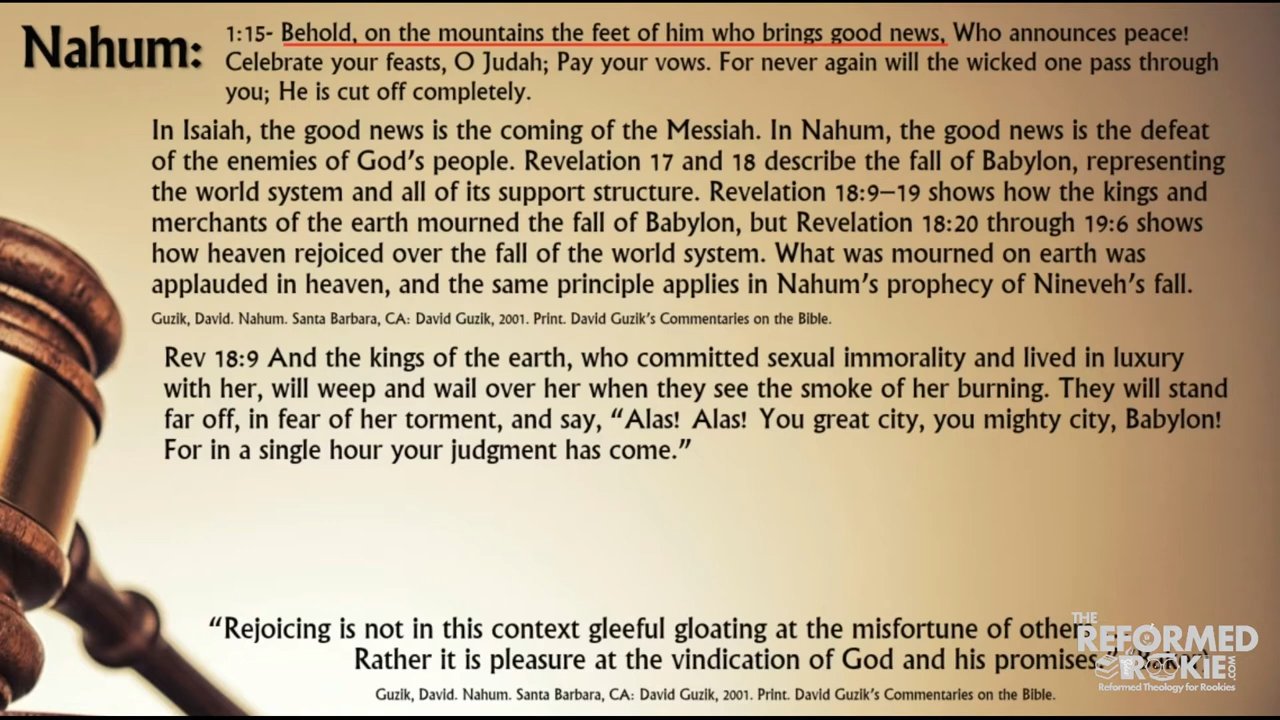 Nahum:
1:15- Behold, on the mountains the feet of him who brings good news, Who announces peace!
Celebrate your feasts, O Judah; Pay your vows. For never again will the wicked one pass through
you; He is cut off completely.
In Isaiah, the good news is the coming of the Messiah. In Nahum, the good news is the defeat
of the enemies of God’s people. Revelation 17 and 18 describe the fall of Babylon, representing
the world system and all of its support structure. Revelation 18:9–19 shows how the kings and
merchants of the earth mourned the fall of Babylon, but Revelation 18:20 through 19:6 shows
how heaven rejoiced over the fall of the world system. What was mourned on earth was
applauded in heaven, and the same principle applies in Nahum’s prophecy of Nineveh’s fall.
Guzik, David. Nahum. Santa Barbara, CA: David Guzik, 2001. Print. David Guzik’s Commentaries on the Bible.
Rev 18:9 And the kings of the earth, who committed sexual immorality and lived in luxury
with her, will weep and wail over her when they see the smoke of her burning. They will stand
far off, in fear of her torment, and say, “Alas! Alas! You great city, you mighty city, Babylon!
For in a single hour your judgment has come.”
“Rejoicing is not in this context gleeful gloating at the misfortune of others.
Rather it is pleasure at the vindication of God and his promises.”
Guzik, David. Nahum. Santa Barbara, CA: David Guzik, 2001. Print. David Guzik’s Commentaries on the Bible.
THE
REFORMED
ROOKIE.COM
Reformed Theology for Rookies